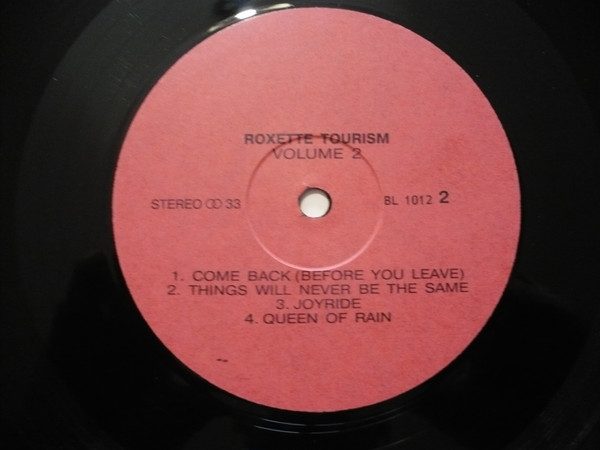 ROXETTE TOURISM
VOLUME 2
STEREO 33 BL 1012 2
1. COME BACK (BEFORE YOU LEAVE)
2. THINGS WILL NEVER BE THE SAME
3. JOYRIDE
4. QUEEN OF RAIN